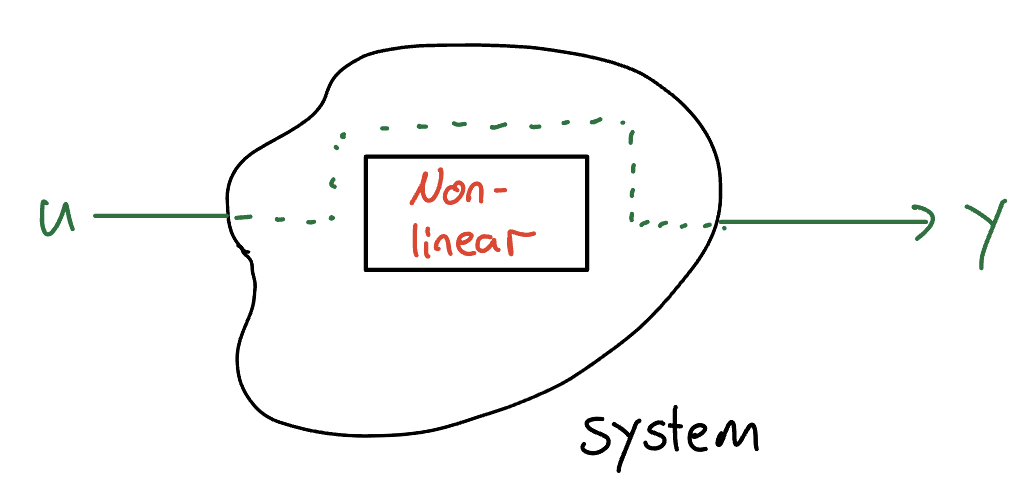 u
Non-
linear
y
system